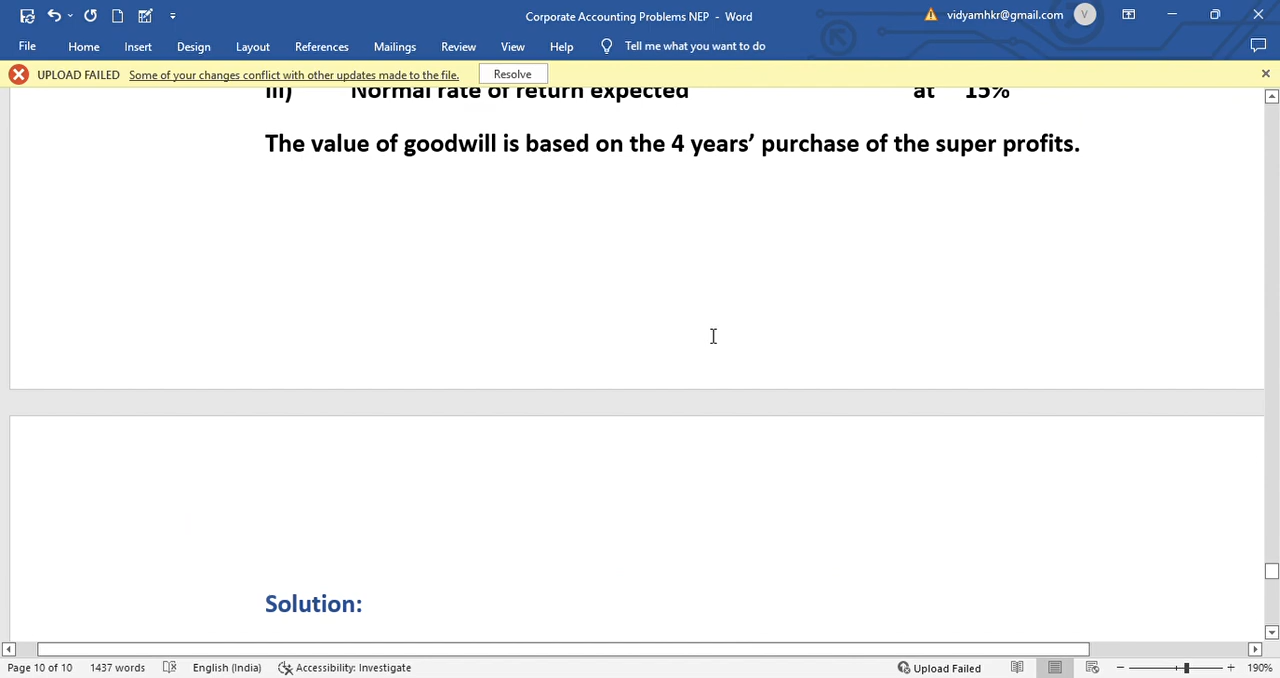 Corporate Accounting Problems NEP - Word
vidyamhkr@gmail.com
V
File Home Insert Design Layout References Mailings Review View Help Tell me what you want to do
UPLOAD FAILED Some of your changes conflict with other updates made to the file. Resolve
iii) Normal rate of return expected at 15%
The value of goodwill is based on the 4 years’ purchase of the super profits.
Solution:
Page 10 of 10 1437 words English (India) Accessibility: Investigate Upload Failed 190%